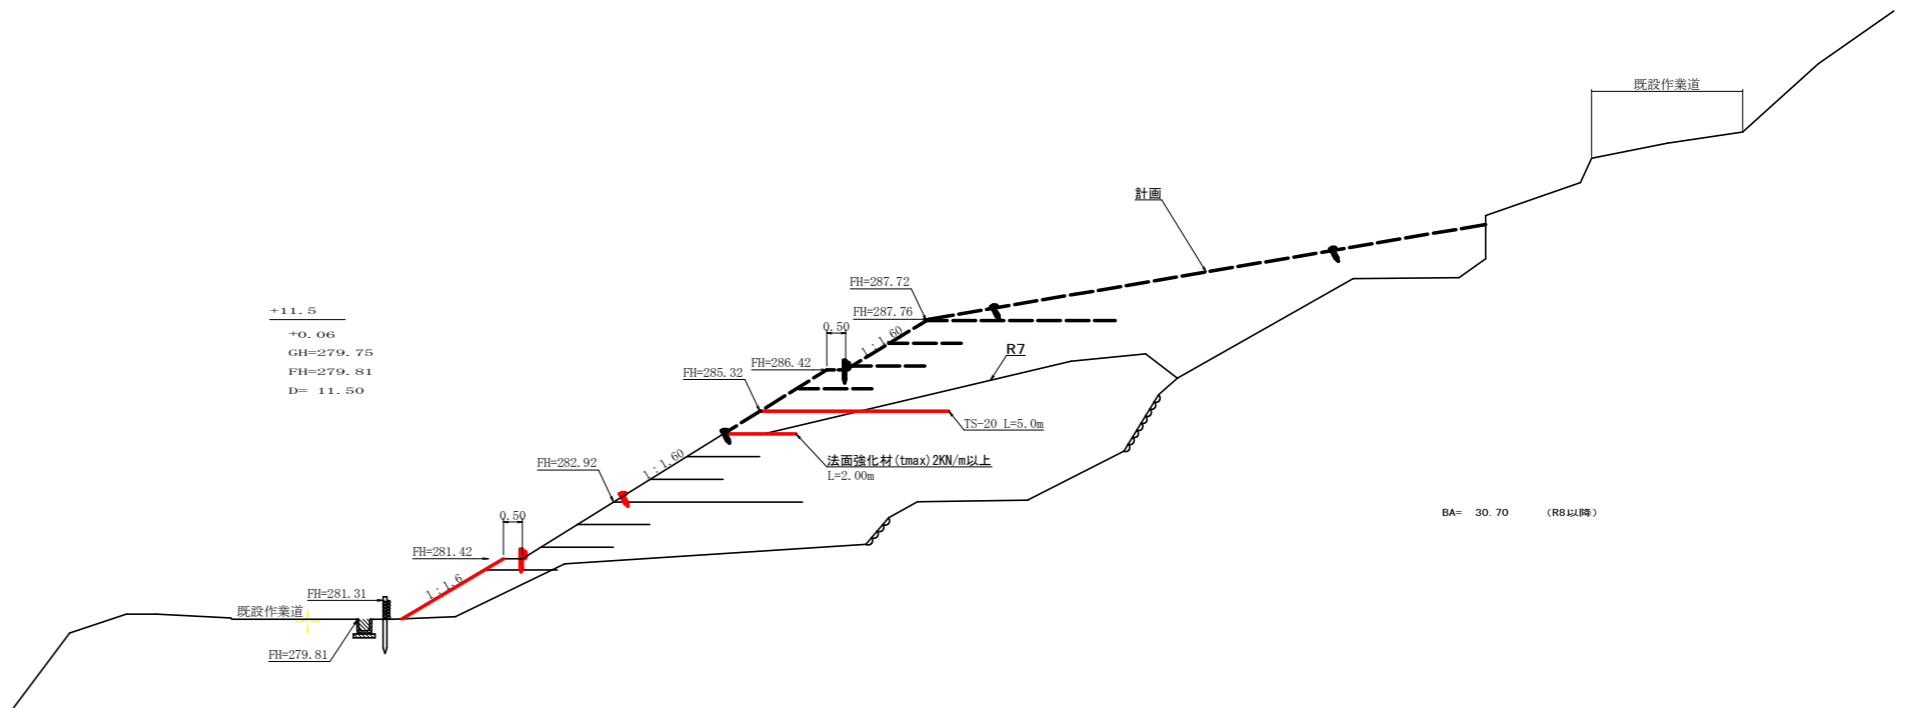 既設作業道
計画
FH=287.72
+11.5
FH=287.76
0.50
+0.06
1:1.60
GH=279.75
R7
FH=286.42
FH=279.81
FH=285.32
D= 11.50
TS-20 L=5.0m
法面強化材(tmax)2KN/m以上
L=2.00m
FH=282.92
1:1.60
0.50
BA= 30.70 (R8以降)
FH=281.42
1:1.6
FH=281.31
既設作業道
FH=279.81